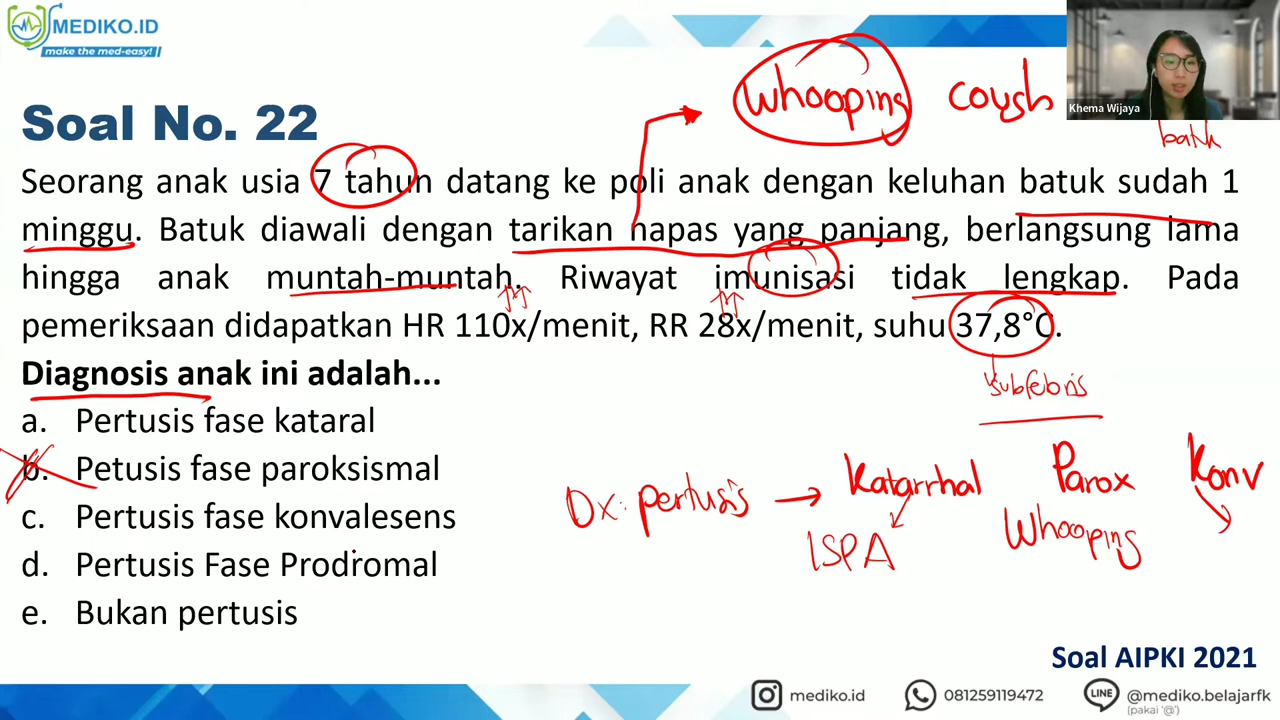 MEDIKO.ID
make the med-easy!
Whooping cough
Khema Wijaya
Soal No. 22
Seorang anak usia 7 tahun datang ke poli anak dengan keluhan batuk sudah 1
minggu. Batuk diawali dengan tarikan napas yang panjang, berlangsung lama
hingga anak muntah-muntah. Riwayat imunisasi tidak lengkap. Pada
pemeriksaan didapatkan HR 110x/menit, RR 28x/menit, suhu 37,8°C.
Diagnosis anak ini adalah...
subfebris
a. Pertusis fase kataral
b. Petusis fase paroksismal
c. Pertusis fase konvalesens
d. Pertusis Fase Prodromal
e. Bukan pertusis
Dx: pertusis → Katarrhal Parox Konv
ISPA Whooping
Soal AIPKI 2021
mediko.id
081259119472
LINE
@mediko.belajarfk
(pakai '@')